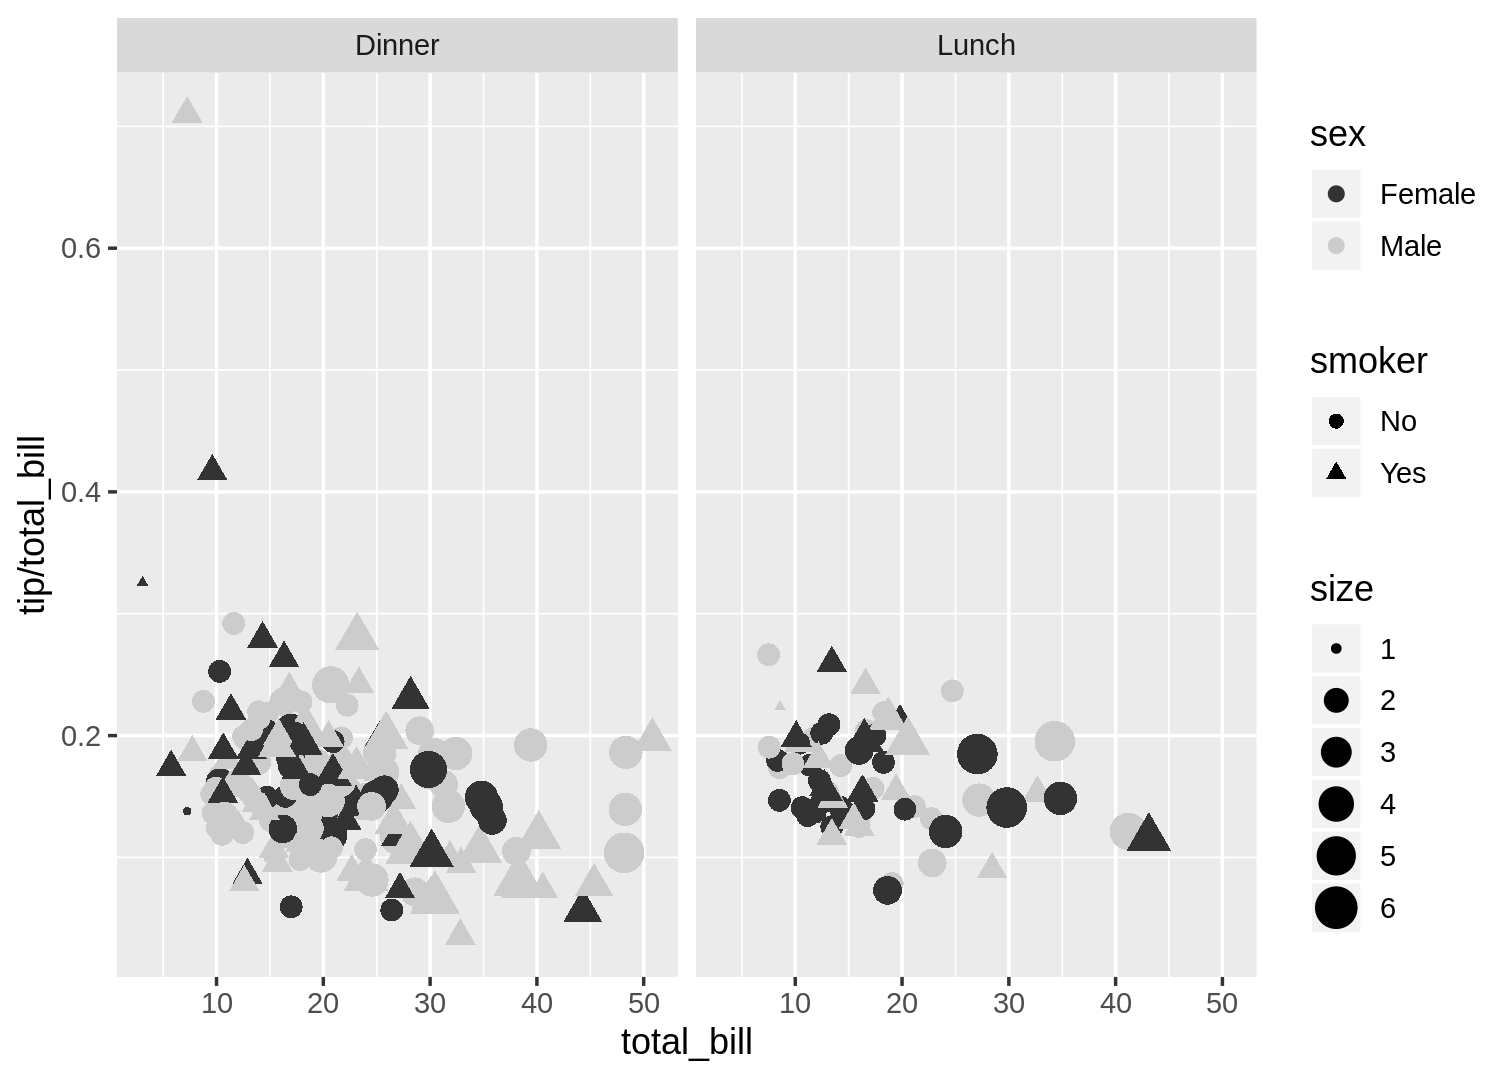 Dinner
Lunch
tip/total_bill
0.6
0.4
0.2
10 20 30 40 50
10 20 30 40 50
total_bill
sex
Female
Male
smoker
No
Yes
size
1
2
3
4
5
6